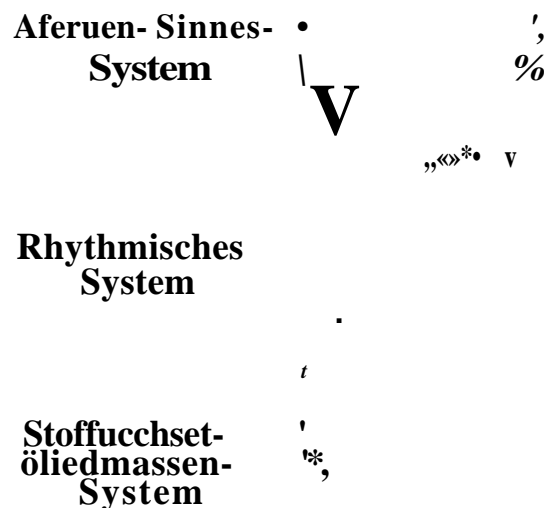 Aferuen- Sinnes- • ',
System \ %
V
„«»*• v
Rhythmisches
System
.
t
Stoffucchset- '
öliedmassen- '*,
System